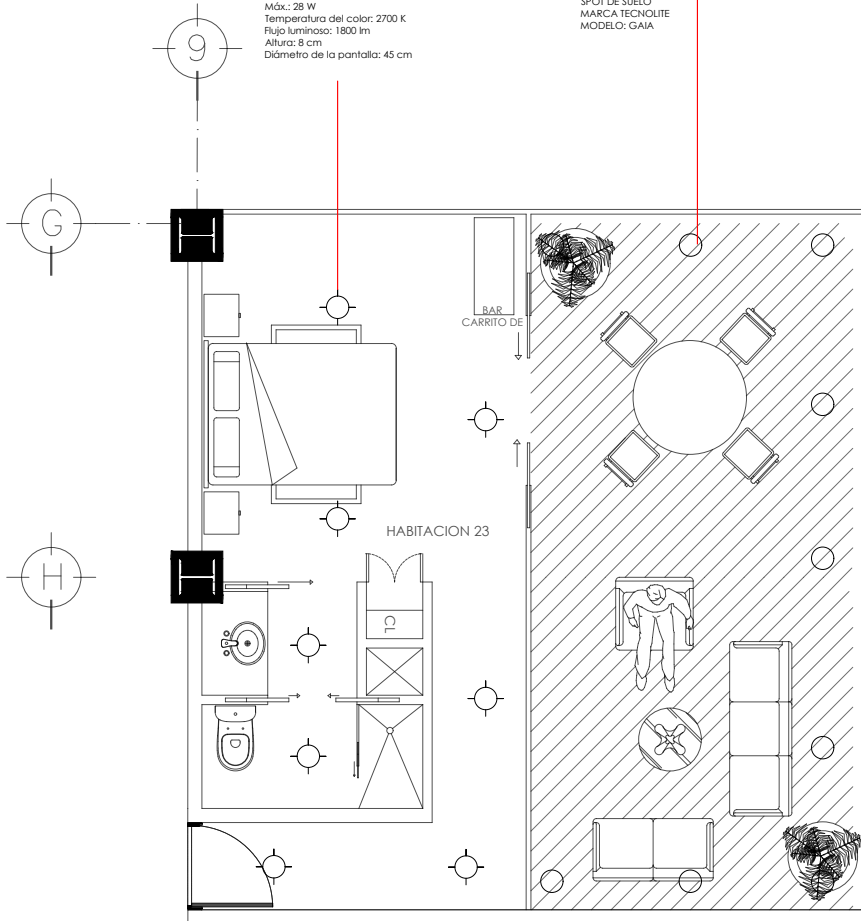 Máx.: 28 W
Temperatura del color: 2700 K
Flujo luminoso: 1800 lm
Altura: 8 cm
Diámetro de la pantalla: 45 cm
SPOT DE SUELO
MARCA TECNOLITE
MODELO: GAIA
9
G
BAR
CARRITO DE
HABITACION 23
H
CL